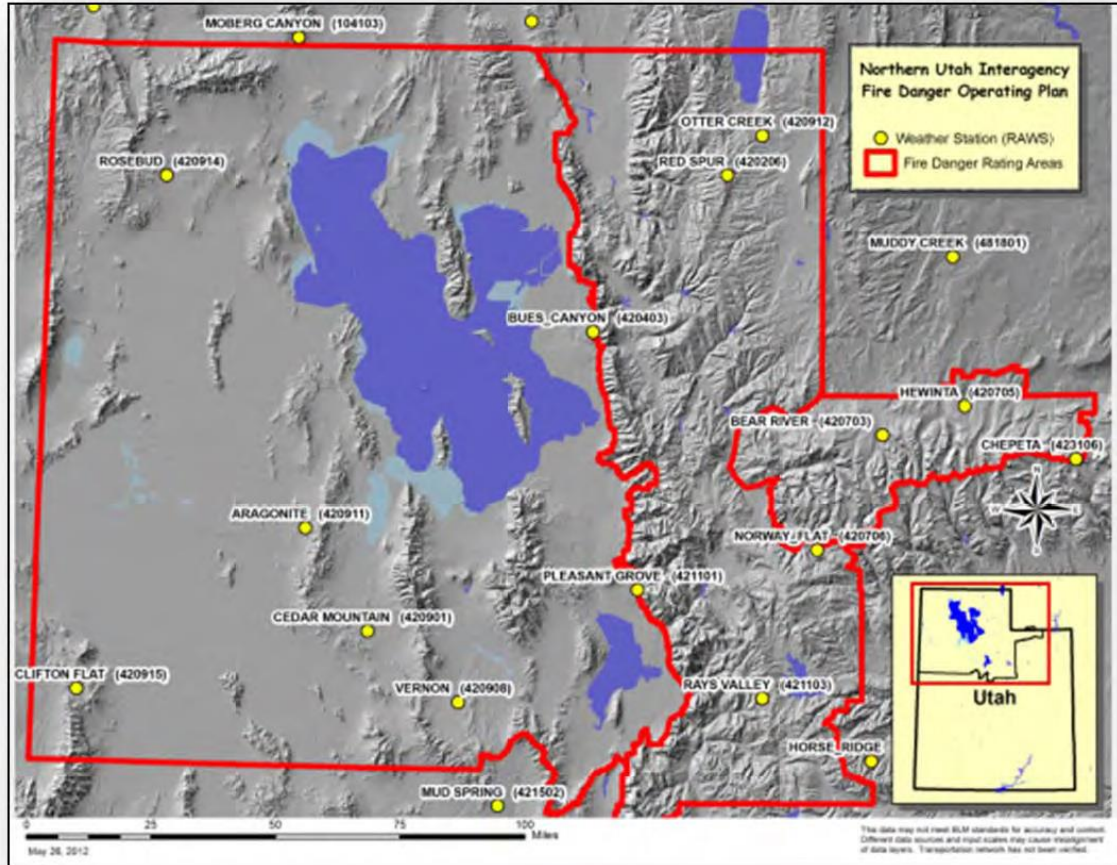 MOBERG CANYON (104103)
Northern Utah Interagency
Fire Danger Operating Plan
Weather Station (RAWS)
Fire Danger Rating Areas
OTTER CREEK (420912)
ROSEBUD (420914)
RED SPUR (420206)
MUDDY CREEK (481801)
BUES_CANYON (420403)
HEWINTA (420705)
BEAR RIVER (420703)
CHEPETA (423106)
N
W
E
S
ARAGONITE (420911)
NORWAY_FLAT (420706)
PLEASANT GROVE (421101)
CEDAR MOUNTAIN (420901)
CLIFTON FLAT (420915)
VERNON (420908)
RAYS VALLEY (421103)
Utah
HORSE_RIDGE
MUD SPRING (421502)
0 25 50 75 100
Miles
May 26, 2012
This data may not meet BLM standards for accuracy and content.
Different data sources and input scales may cause misalignment
of data layers. Transportation network has not been verified.